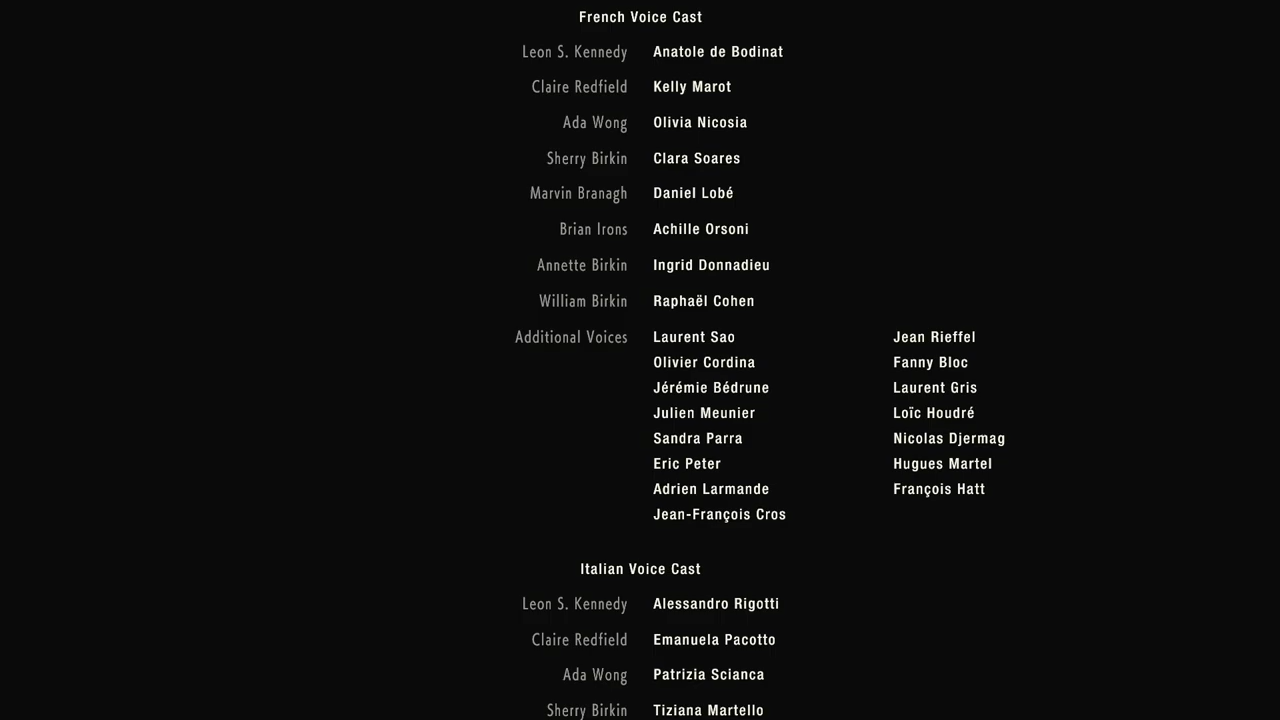 French Voice Cast
Leon S. Kennedy Anatole de Bodinat
Claire Redfield Kelly Marot
Ada Wong Olivia Nicosia
Sherry Birkin Clara Soares
Marvin Branagh Daniel Lobé
Brian Irons Achille Orsoni
Annette Birkin Ingrid Donnadieu
William Birkin Raphaël Cohen
Additional Voices Laurent Sao Jean Rieffel
Olivier Cordina Fanny Bloc
Jérémie Bédrune Laurent Gris
Julien Meunier Loïc Houdré
Sandra Parra Nicolas Djermag
Eric Peter Hugues Martel
Adrien Larmande François Hatt
Jean-François Cros
Italian Voice Cast
Leon S. Kennedy Alessandro Rigotti
Claire Redfield Emanuela Pacotto
Ada Wong Patrizia Scianca
Sherry Birkin Tiziana Martello